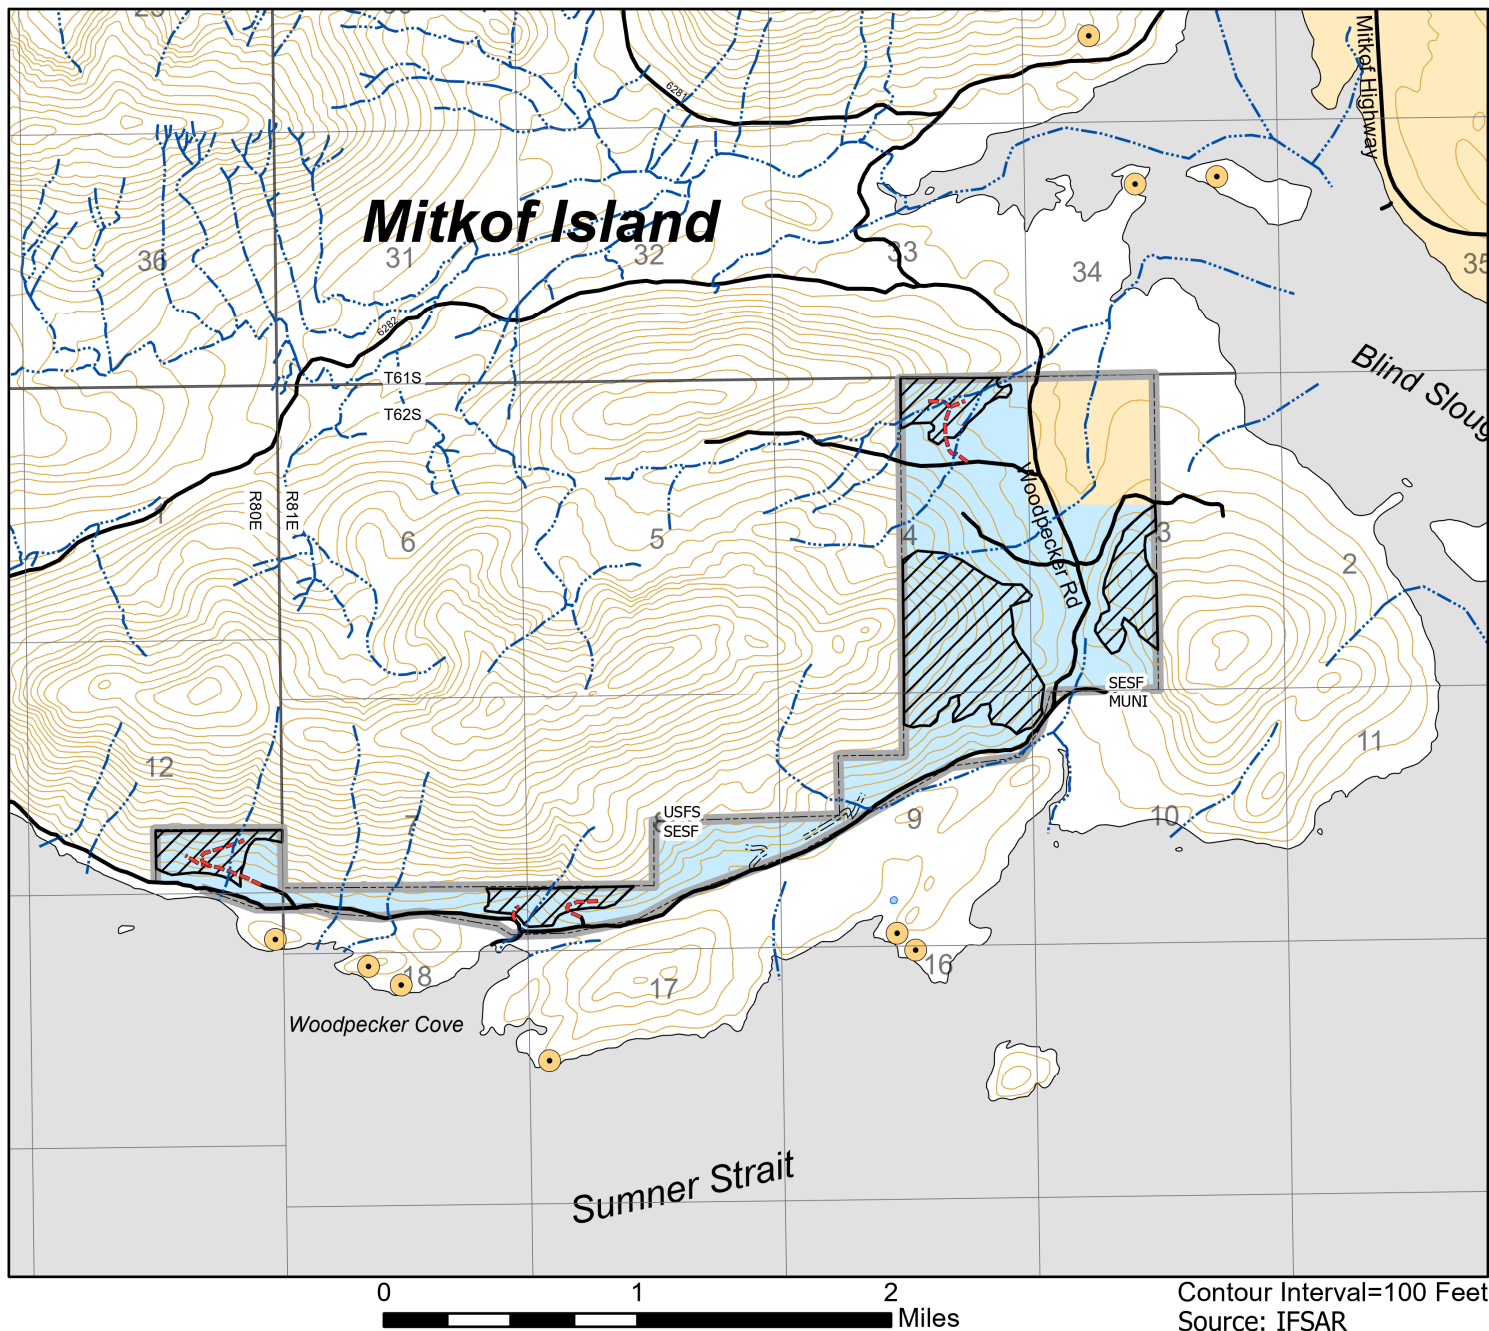 6281
Mitkof Highway
Mitkof Island
36
31
32
33
34
35
6282
T61S
T62S
Blind Sloug
R80E
R81E
1
6
5
4
3
2
Woodpecker Rd
SESF
MUNI
12
7
USFS
SESF
9
10
11
18
17
16
Woodpecker Cove
Sumner Strait
0 1 2
Miles
Contour Interval=100 Feet
Source: IFSAR